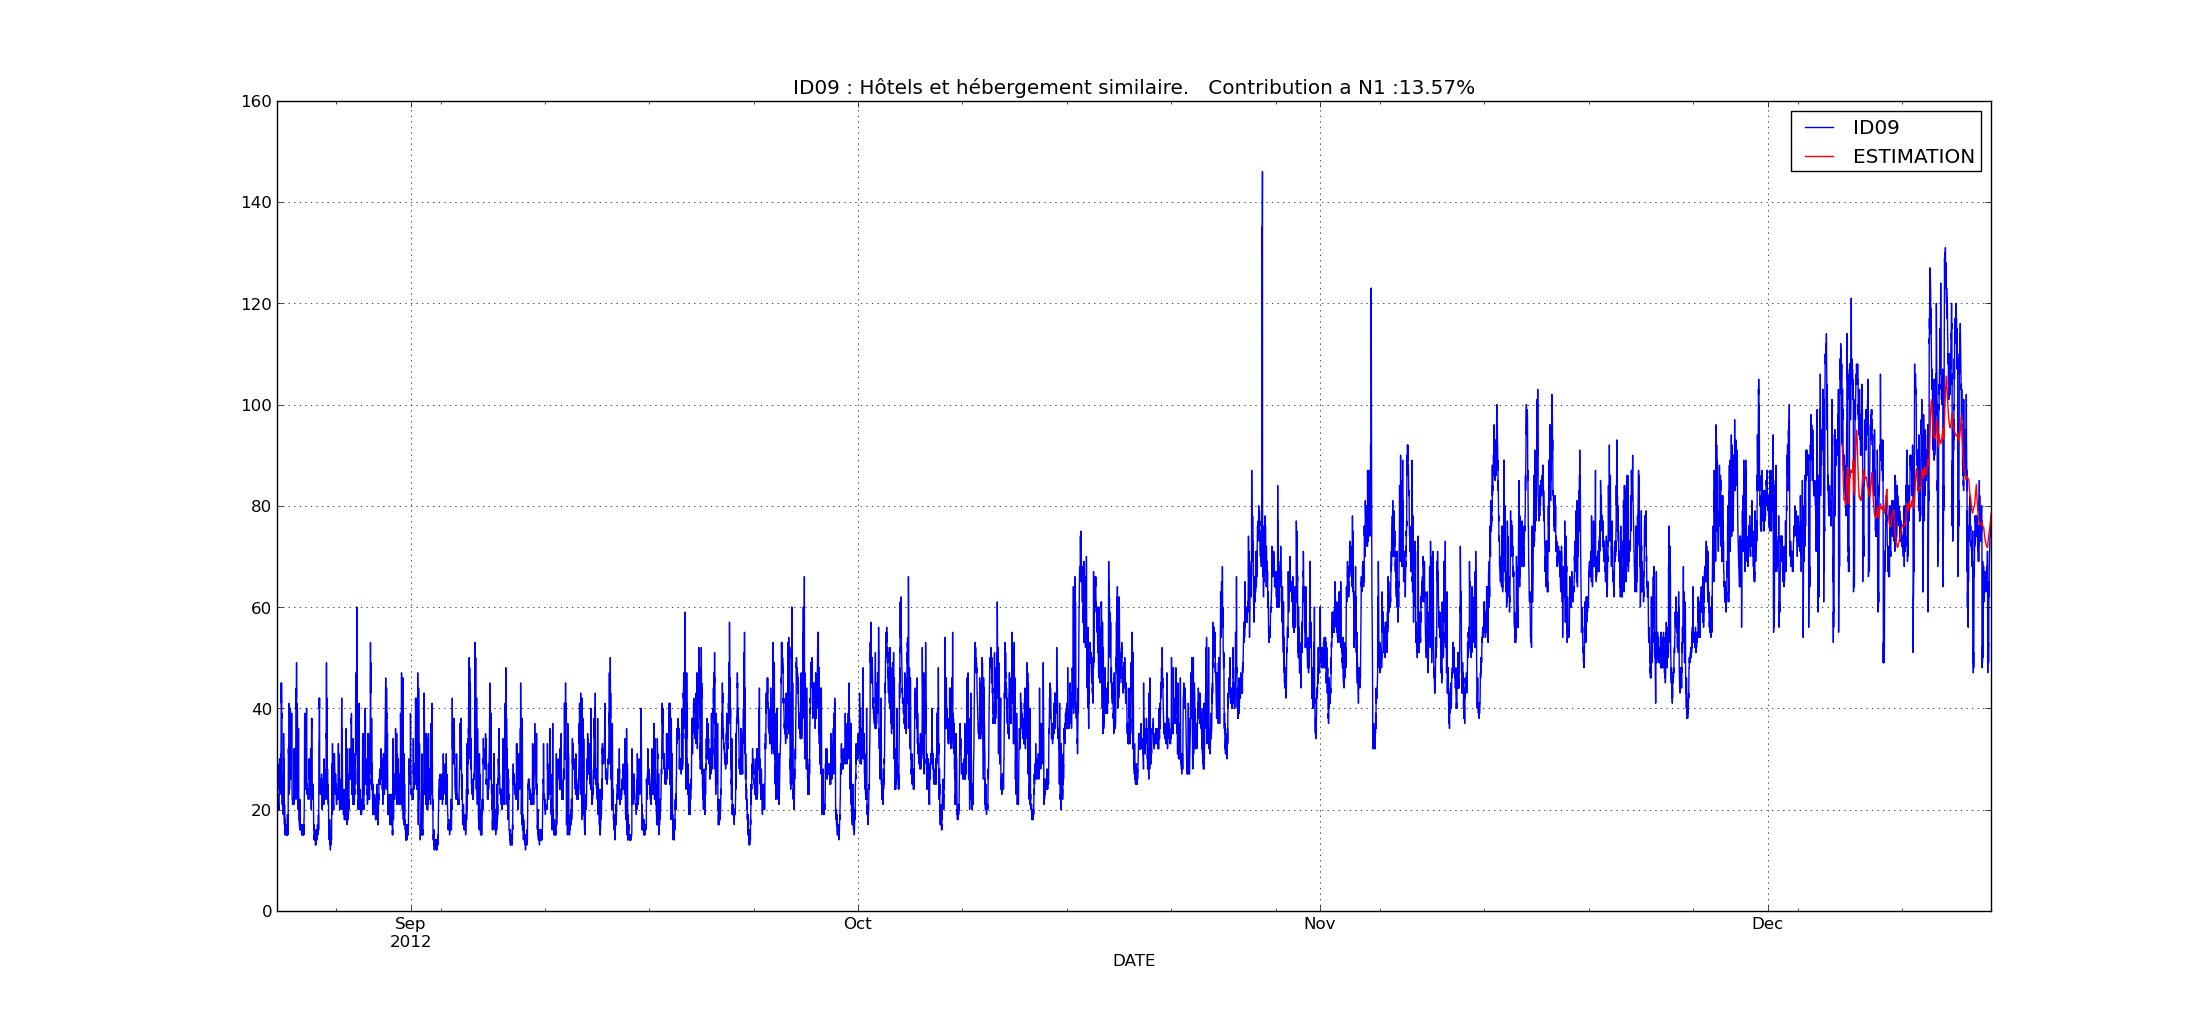 ID09 : Hôtels et hébergement similaire.   Contribution a N1 :13.57%
160
140
120
100
80
60
40
20
0
ID09
ESTIMATION
Sep
2012
Oct
Nov
Dec
DATE